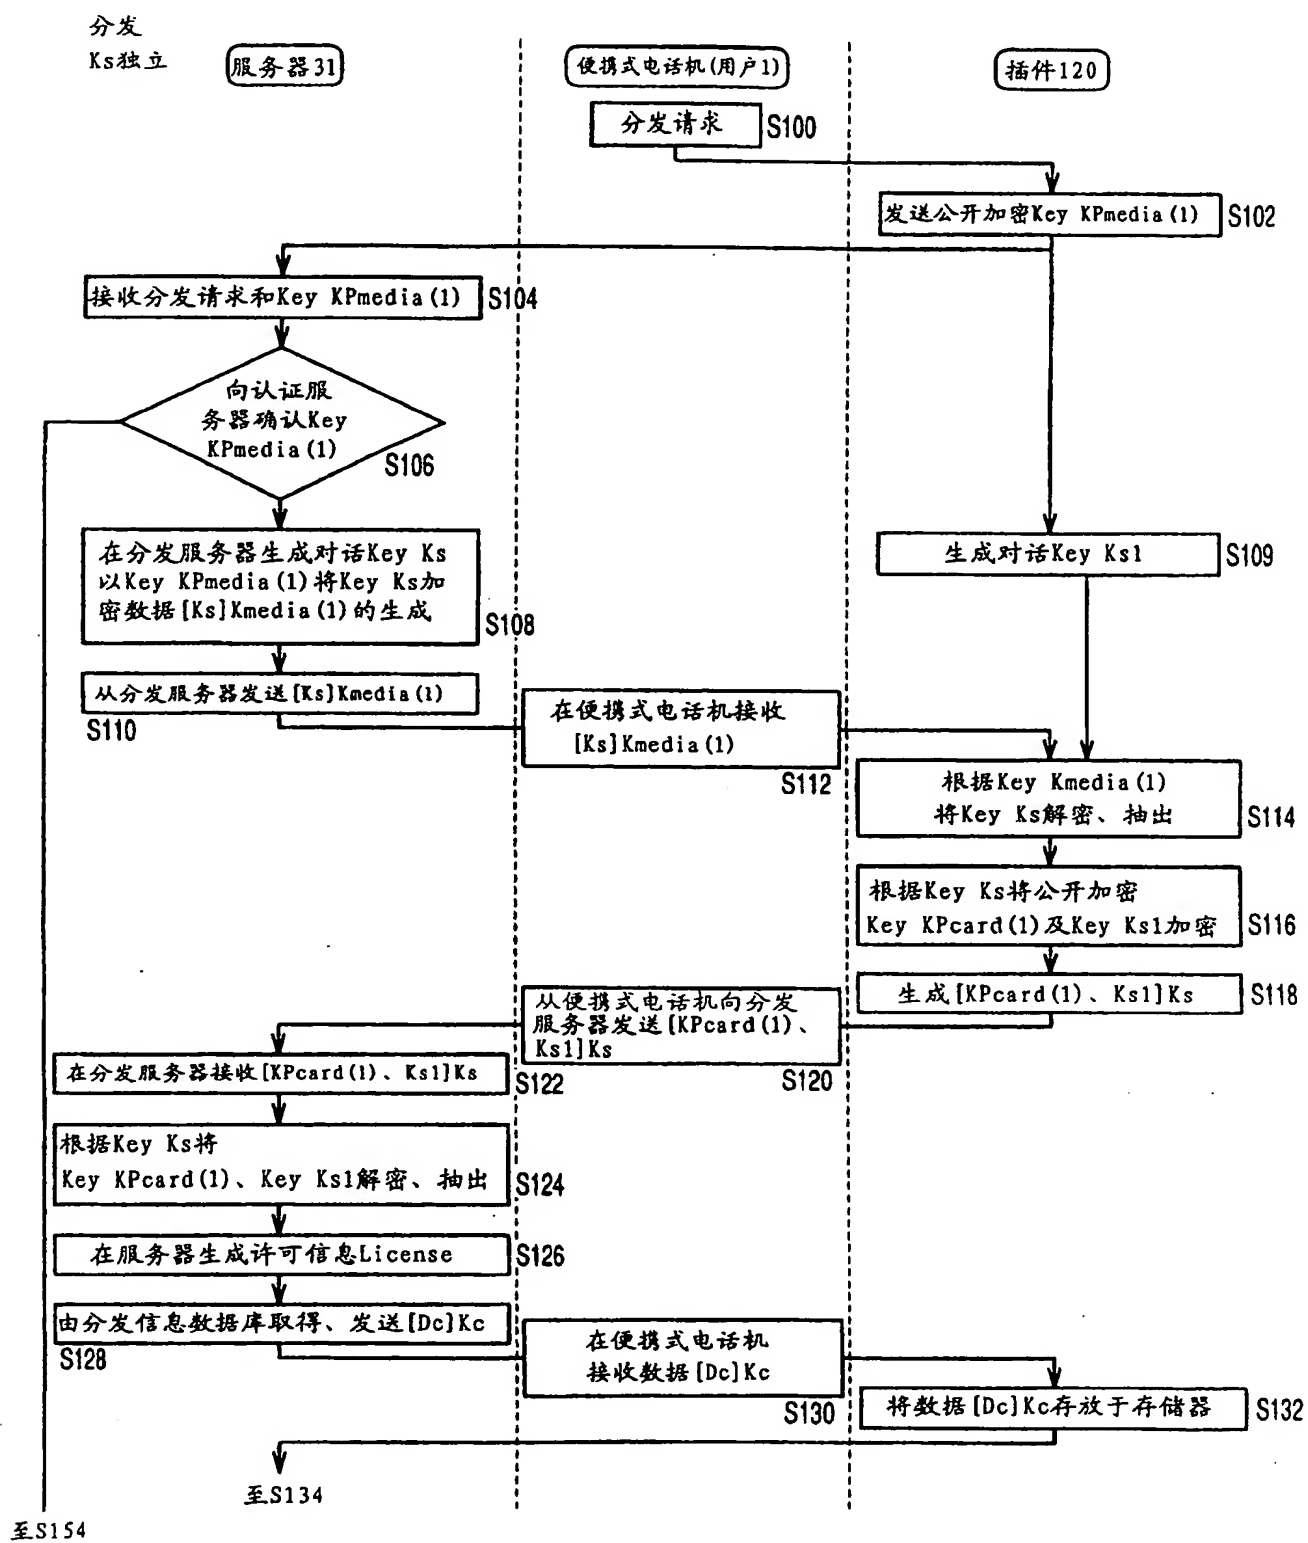 分发
Ks独立
服务器31
便携式电话机(用户1)
插件120
分发请求
S100
发送公开加密Key KPmedia(1)
S102
接收分发请求和Key KPmedia(1)
S104
向认证服
务器确认Key
KPmedia(1)
S106
在分发服务器生成对话Key Ks
以Key KPmedia(1)将Key Ks加
密数据[Ks]Kmedia(1)的生成
S108
生成对话Key Ks1
S109
从分发服务器发送[Ks]Kmedia(1)
S110
在便携式电话机接收
[Ks]Kmedia(1)
S112
根据Key Kmedia(1)
将Key Ks解密、抽出
S114
根据Key Ks将公开加密
Key KPcard(1)及Key Ks1加密
S116
生成[KPcard(1)、Ks1]Ks
S118
从便携式电话机向分发
服务器发送[KPcard(1)、
Ks1]Ks
S120
在分发服务器接收[KPcard(1)、Ks1]Ks
S122
根据Key Ks将
Key KPcard(1)、Key Ks1解密、抽出
S124
在服务器生成许可信息License
S126
由分发信息数据库取得、发送[Dc]Kc
S128
在便携式电话机
接收数据[Dc]Kc
S130
将数据[Dc]Kc存放于存储器
S132
至S134
至S154